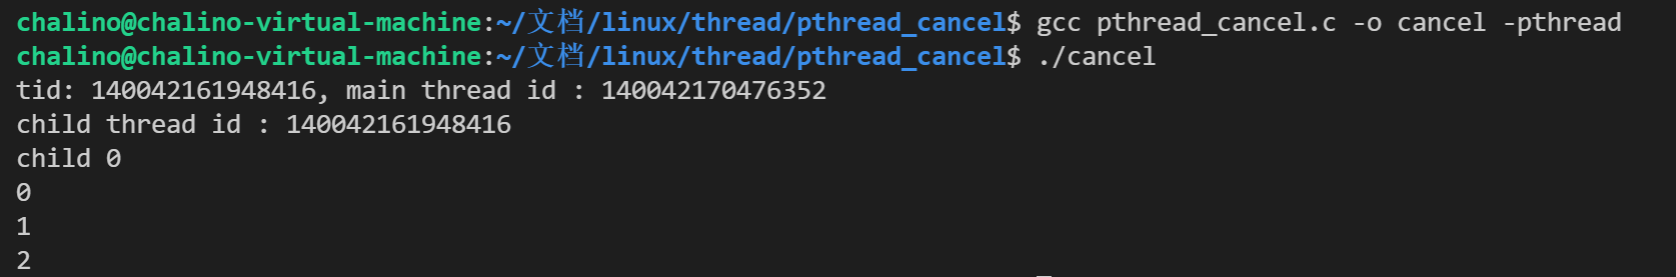 chalino@chalino-virtual-machine:~/文档/linux/thread/pthread_cancel$ gcc pthread_cancel.c -o cancel -pthread
chalino@chalino-virtual-machine:~/文档/linux/thread/pthread_cancel$ ./cancel
tid: 140042161948416, main thread id : 140042170476352
child thread id : 140042161948416
child 0
0
1
2